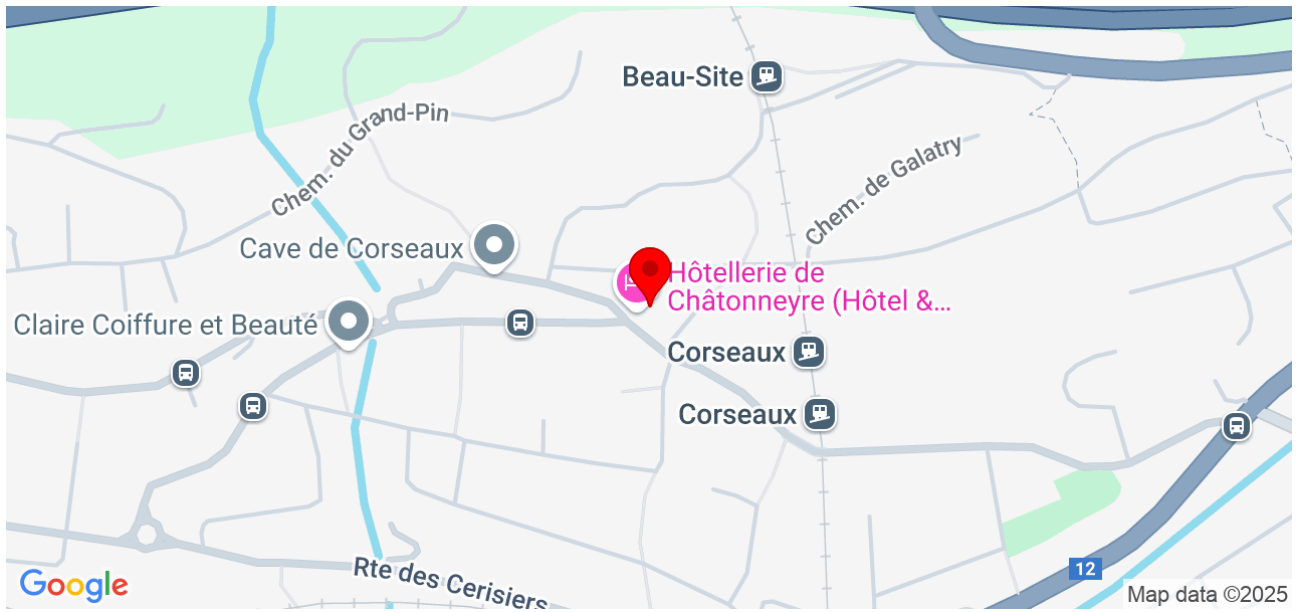 Beau-Site
Chem. du Grand-Pin
Chem. de Galatry
Cave de Corseaux
Hôtellerie de
Châtonneyre (Hôtel &...
Claire Coiffure et Beauté
Corseaux
Corseaux
Rte des Cerisiers
12
Google
Map data ©2025